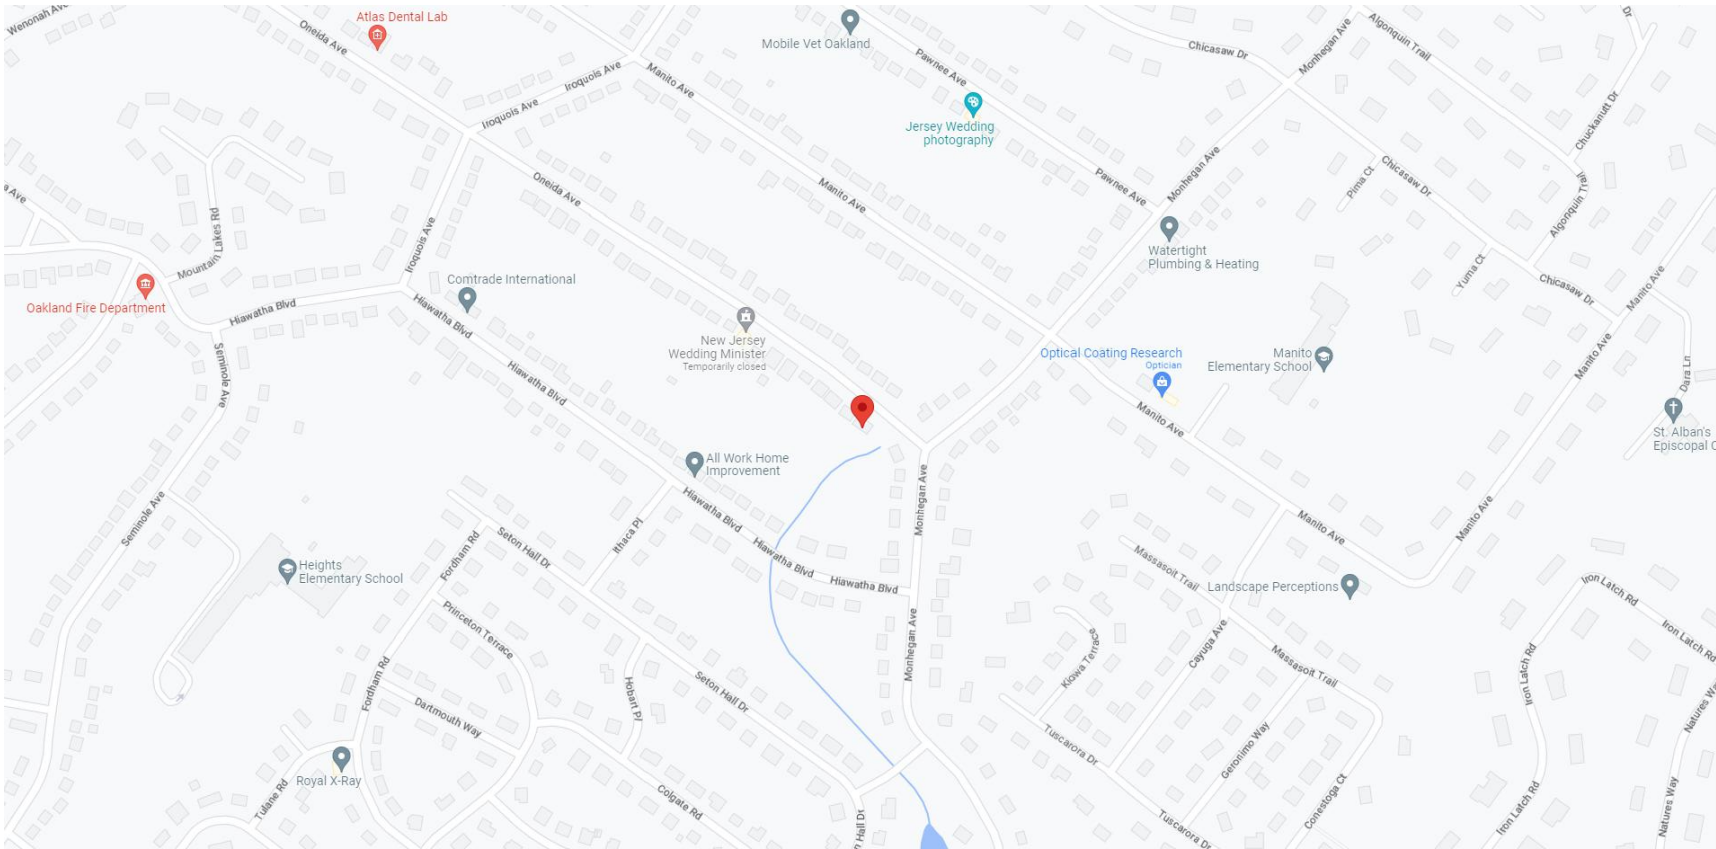 Wenonah Ave
Atlas Dental Lab
Oneida Ave
Mobile Vet Oakland
Pawnee Ave
Chicasaw Dr
Monhegan Ave
Algonquin Trail
Dr
Iroquois Ave
Manito Ave
Iroquois Ave
Jersey Wedding
photography
Chuckanutt Dr
Oneida Ave
Manito Ave
Pawnee Ave
Monhegan Ave
Pima Ct
Chicasaw Dr
Algonquin Trail
a Ave
Mountain Lakes Rd
Iroquois Ave
Watertight
Plumbing & Heating
Yuma Ct
Chicasaw Dr
Manito Ave
Oakland Fire Department
Hiawatha Blvd
Comtrade International
Hiawatha Blvd
New Jersey
Wedding Minister
Temporarily closed
Optical Coating Research
Optician
Manito
Elementary School
Manito Ave
Dara Ln
Seminole Ave
Hiawatha Blvd
Manito Ave
St. Alban's
Episcopal C
All Work Home
Improvement
Seminole Ave
Hiawatha Blvd
Monhegan Ave
Manito Ave
Manito Ave
Ithaca Pl
Seton Hall Dr
Fordham Rd
Hiawatha Blvd
Hiawatha Blvd
Heights
Elementary School
Massasoit Trail
Landscape Perceptions
Iron Latch Rd
Iron Latch Rd
Princeton Terrace
Monhegan Ave
Kiowa Terrace
Cayuga Ave
Massasoit Trail
Iron Latch Rd
Fordham Rd
Hobart Pl
Seton Hall Dr
Natures Wa
Dartmouth Way
Tuscarora Dr
Geronimo Way
Royal X-Ray
Tulane Rd
Colgate Rd
n Hall Dr
Tuscarora Dr
Conestoga Ct
Iron Latch Rd
Natures Way